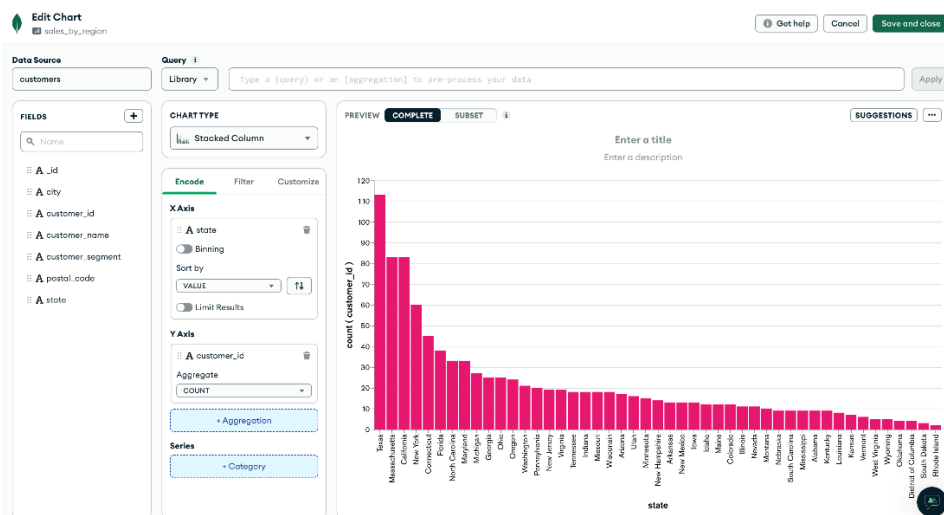 Edit Chart
sales_by_region
Get help
Cancel
Save and close
Data Source
Query
customers
Library
Type a {query} or an [aggregation] to pre-process your data
Apply
FIELDS
Name
A _id
A city
A customer_id
A customer_name
A customer_segment
A postal_code
A state
CHART TYPE
Stacked Column
Encode
Filter
Customize
X Axis
A state
Binning
Sort by
VALUE
Limit Results
Y Axis
A customer_id
Aggregate
COUNT
+ Aggregation
Series
+ Category
PREVIEW
COMPLETE
SUBSET
SUGGESTIONS
Enter a title
Enter a description
120
110
100
90
80
70
60
50
40
30
20
10
0
count ( customer_id )
Texas
Massachusetts
California
New York
Connecticut
Florida
North Carolina
Maryland
Michigan
Georgia
Ohio
Oregon
Washington
Pennsylvania
New Jersey
Virginia
Tennessee
Indiana
Missouri
Wisconsin
Arizona
Utah
Minnesota
New Hampshire
Arkansas
New Mexico
Iowa
Idaho
Maine
Colorado
Illinois
Nevada
Montana
Nebraska
South Carolina
Mississippi
Alabama
Kentucky
Louisiana
Kansas
Vermont
West Virginia
Wyoming
Oklahoma
District of Columbia
South Dakota
Rhode Island
state